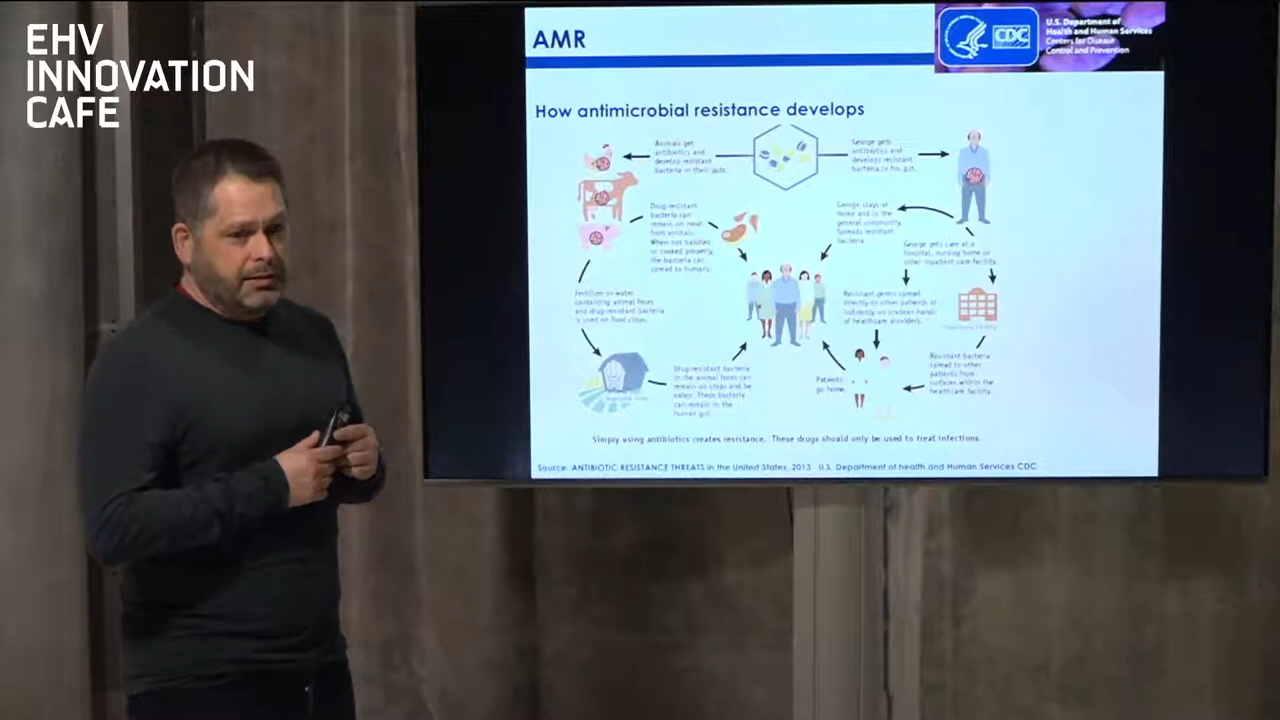 EHV
INNOVATION
CAFE
AMR
CDC
U.S. Department of
Health and Human Services
Centers for Disease
Control and Prevention
How antimicrobial resistance develops
Animals get
antibiotics and
develop resistant
bacteria in their guts.
George gets
antibiotics and
develops resistant
bacteria in his gut.
Drug-resistant
bacteria can
remain on meat
from animals.
When not handled
or cooked properly,
the bacteria can
spread to humans.
George stays at
home and in the
general community.
Spreads resistant
bacteria.
George gets care at a
hospital, nursing home or
other inpatient care facility.
Fertilizer or water
containing animal feces
and drug-resistant bacteria
is used on food crops.
Resistant germs spread
directly to other patients or
indirectly on unclean hands
of healthcare providers.
Healthcare Facility
Resistant bacteria
spread to other
patients from
surfaces within the
healthcare facility.
Drug-resistant bacteria
in the animal feces can
remain on crops and be
eaten. These bacteria
can remain in the
human gut.
Patients
go home.
Vegetable Farm
Simply using antibiotics creates resistance. These drugs should only be used to treat infections.
Source: ANTIBIOTIC RESISTANCE THREATS in the United States, 2013 U.S. Department of health and Human Services CDC